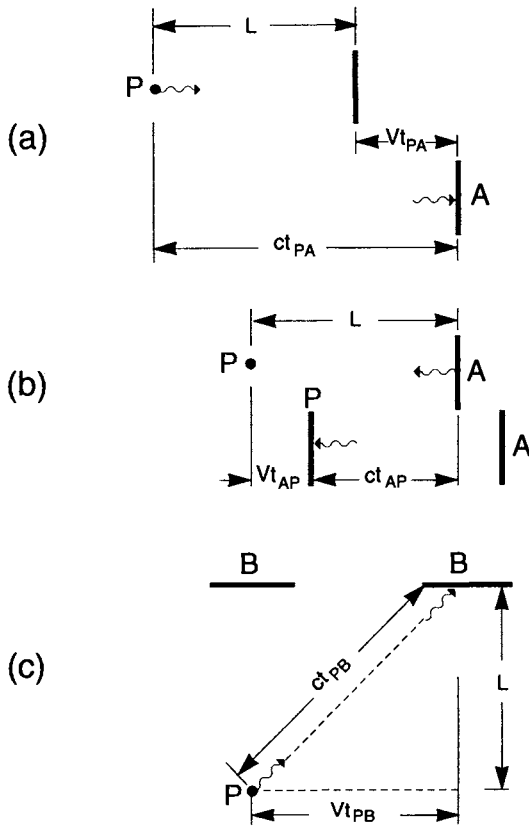 L
P
(a)
Vt_PA
A
ct_PA
L
P
A
(b)
P
A
Vt_AP
ct_AP
B B
ct_PB
(c)
L
P
Vt_PB